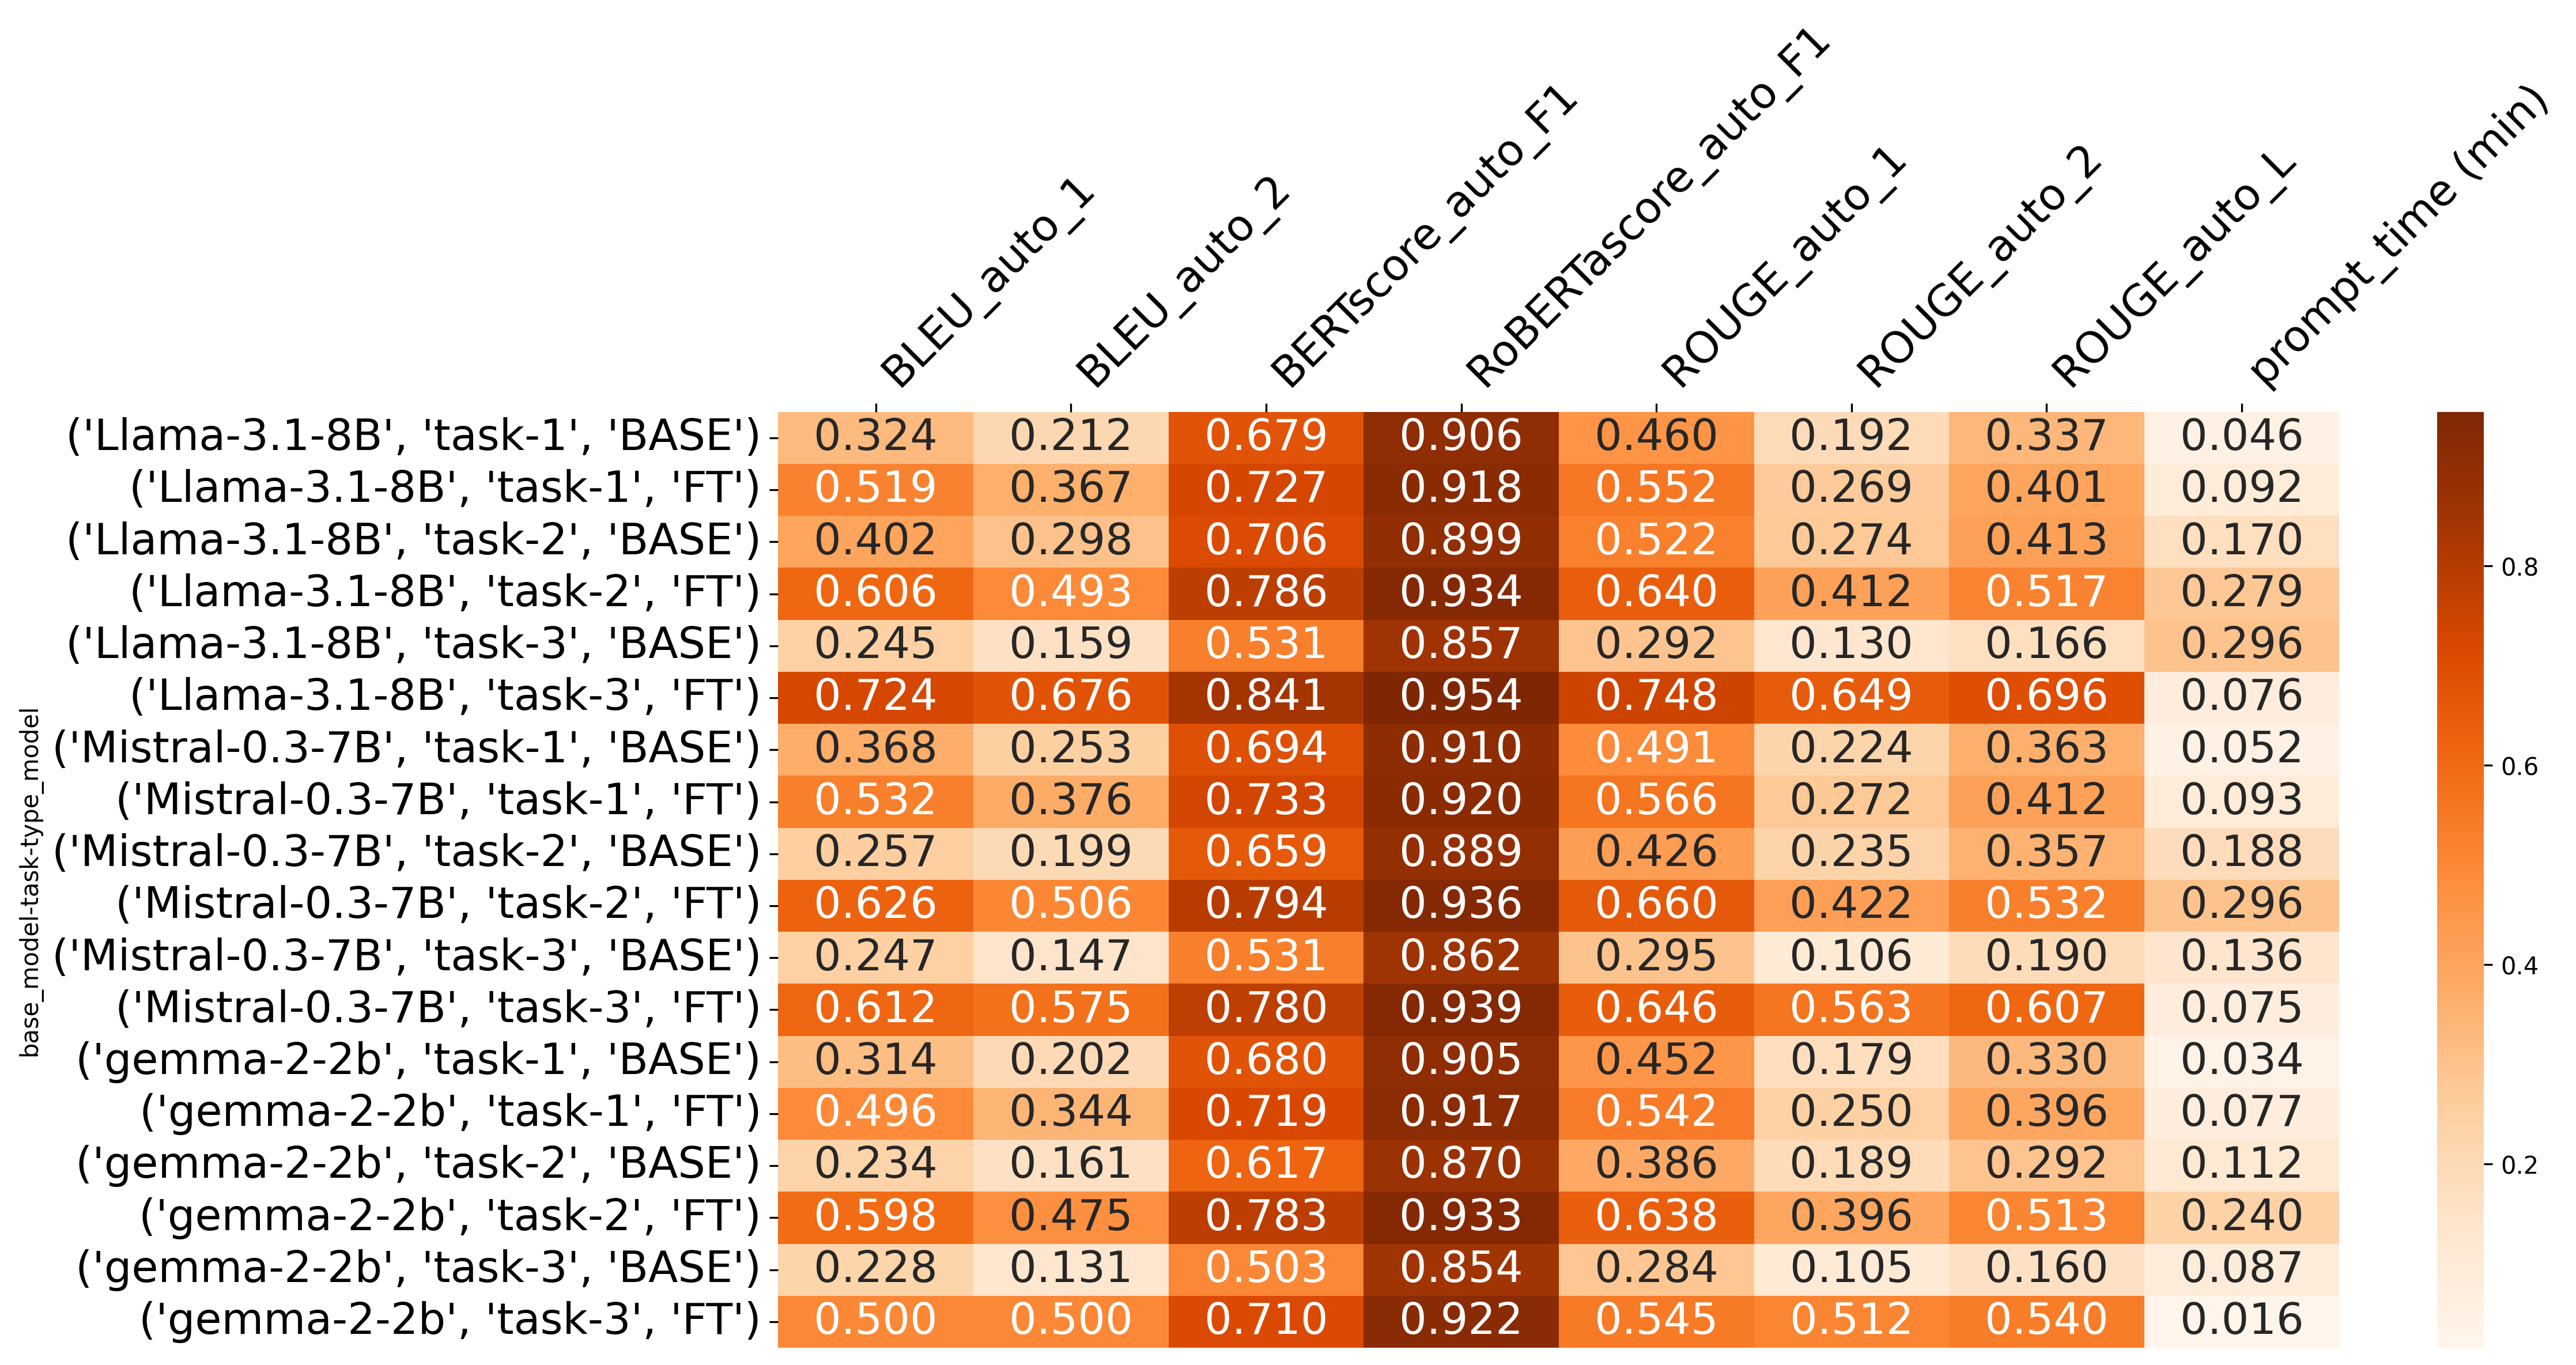 BLEU_auto_1
BLEU_auto_2
BERTscore_auto_F1
RoBERTascore_auto_F1
ROUGE_auto_1
ROUGE_auto_2
ROUGE_auto_L
prompt_time (min)
('Llama-3.1-8B', 'task-1', 'BASE') 0.324 0.212 0.679 0.906 0.460 0.192 0.337 0.046
('Llama-3.1-8B', 'task-1', 'FT') 0.519 0.367 0.727 0.918 0.552 0.269 0.401 0.092
('Llama-3.1-8B', 'task-2', 'BASE') 0.402 0.298 0.706 0.899 0.522 0.274 0.413 0.170
('Llama-3.1-8B', 'task-2', 'FT') 0.606 0.493 0.786 0.934 0.640 0.412 0.517 0.279
('Llama-3.1-8B', 'task-3', 'BASE') 0.245 0.159 0.531 0.857 0.292 0.130 0.166 0.296
('Llama-3.1-8B', 'task-3', 'FT') 0.724 0.676 0.841 0.954 0.748 0.649 0.696 0.076
('Mistral-0.3-7B', 'task-1', 'BASE') 0.368 0.253 0.694 0.910 0.491 0.224 0.363 0.052
('Mistral-0.3-7B', 'task-1', 'FT') 0.532 0.376 0.733 0.920 0.566 0.272 0.412 0.093
('Mistral-0.3-7B', 'task-2', 'BASE') 0.257 0.199 0.659 0.889 0.426 0.235 0.357 0.188
('Mistral-0.3-7B', 'task-2', 'FT') 0.626 0.506 0.794 0.936 0.660 0.422 0.532 0.296
('Mistral-0.3-7B', 'task-3', 'BASE') 0.247 0.147 0.531 0.862 0.295 0.106 0.190 0.136
('Mistral-0.3-7B', 'task-3', 'FT') 0.612 0.575 0.780 0.939 0.646 0.563 0.607 0.075
('gemma-2-2b', 'task-1', 'BASE') 0.314 0.202 0.680 0.905 0.452 0.179 0.330 0.034
('gemma-2-2b', 'task-1', 'FT') 0.496 0.344 0.719 0.917 0.542 0.250 0.396 0.077
('gemma-2-2b', 'task-2', 'BASE') 0.234 0.161 0.617 0.870 0.386 0.189 0.292 0.112
('gemma-2-2b', 'task-2', 'FT') 0.598 0.475 0.783 0.933 0.638 0.396 0.513 0.240
('gemma-2-2b', 'task-3', 'BASE') 0.228 0.131 0.503 0.854 0.284 0.105 0.160 0.087
('gemma-2-2b', 'task-3', 'FT') 0.500 0.500 0.710 0.922 0.545 0.512 0.540 0.016
base_model-task-type_model
0.8
0.6
0.4
0.2